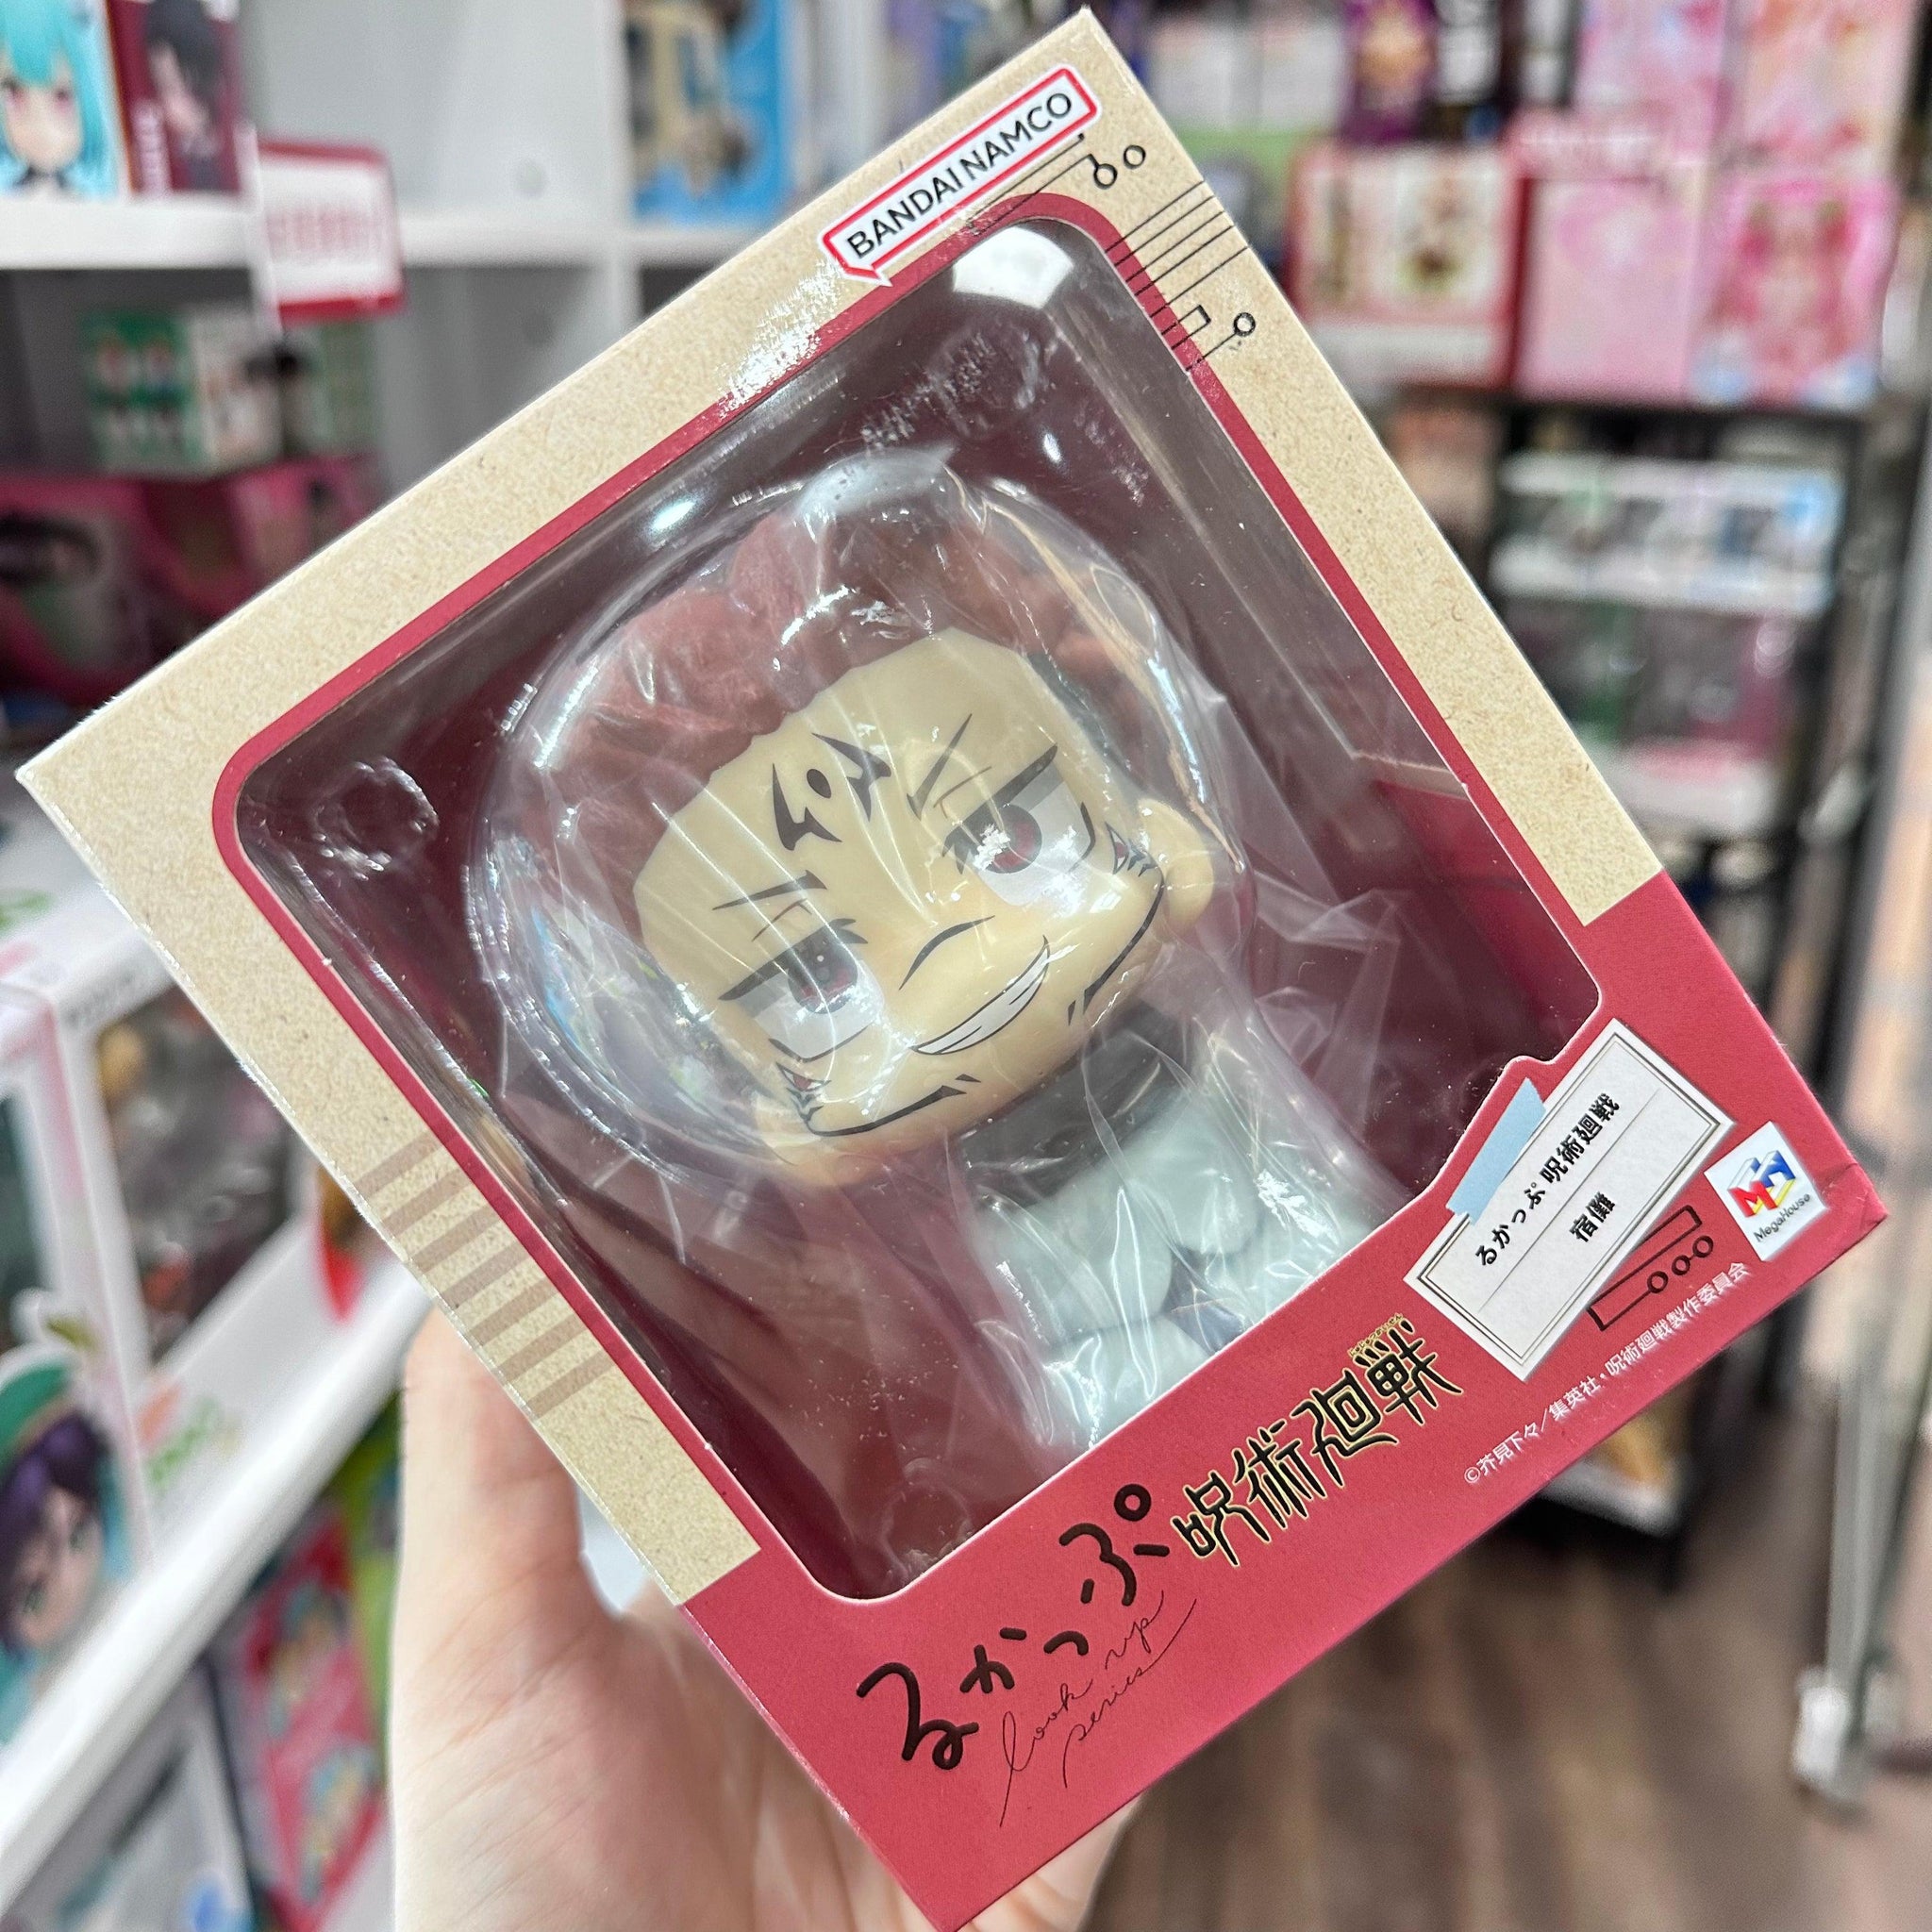 BANDAI NAMCO
るかっぷ 呪術廻戦
宿儺
MegaHouse
るかっぷ
look up
series
呪術廻戦
©芥見下々／集英社・呪術廻戦製作委員会